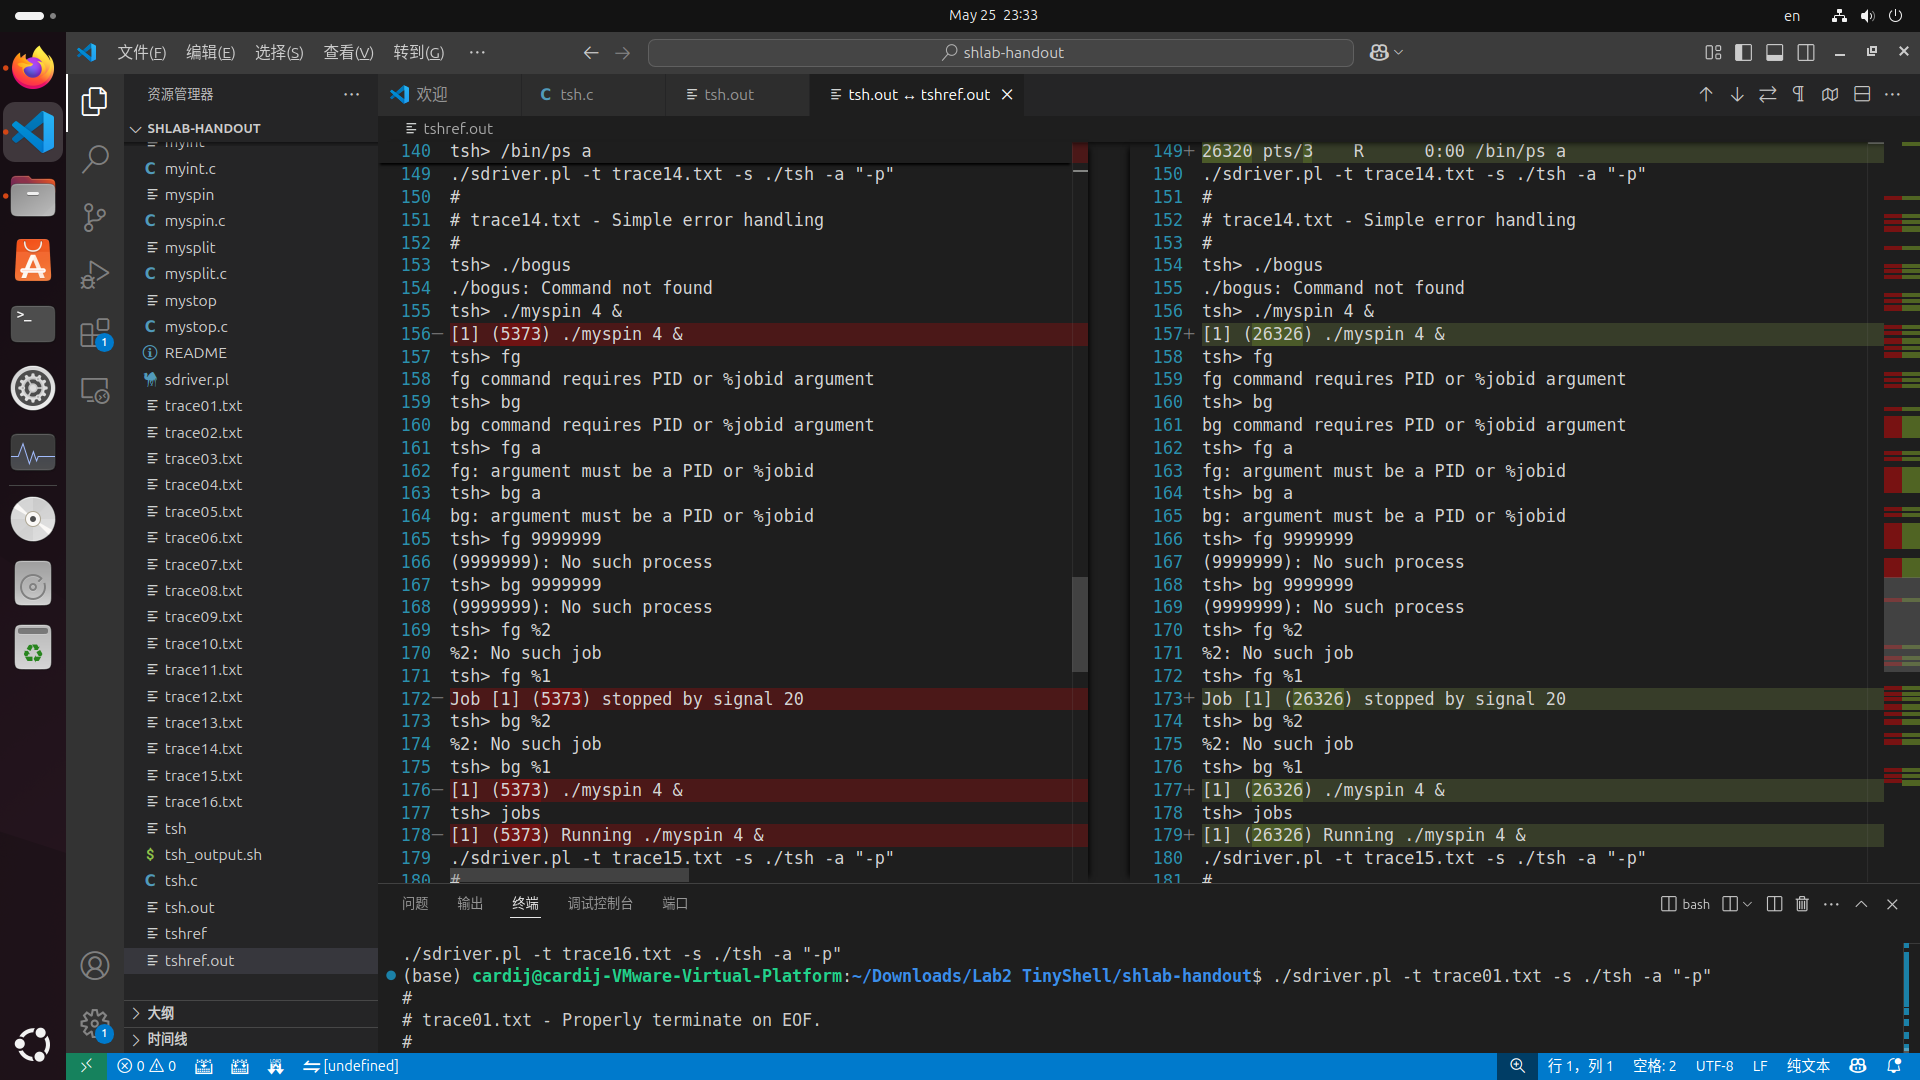 May 25 23:33
en
文件(F) 编辑(E) 选择(S) 查看(V) 转到(G) ···
shlab-handout
资源管理器
欢迎
tsh.c
tsh.out
tsh.out ↔ tshref.out
SHLAB-HANDOUT
tshref.out
myint
myint.c
myspin
myspin.c
mysplit
mysplit.c
mystop
mystop.c
README
sdriver.pl
trace01.txt
trace02.txt
trace03.txt
trace04.txt
trace05.txt
trace06.txt
trace07.txt
trace08.txt
trace09.txt
trace10.txt
trace11.txt
trace12.txt
trace13.txt
trace14.txt
trace15.txt
trace16.txt
tsh
tsh_output.sh
tsh.c
tsh.out
tshref
tshref.out
大纲
时间线
1
1
140 tsh> /bin/ps a
149 ./sdriver.pl -t trace14.txt -s ./tsh -a "-p"
150 #
151 # trace14.txt - Simple error handling
152 #
153 tsh> ./bogus
154 ./bogus: Command not found
155 tsh> ./myspin 4 &
156− [1] (5373) ./myspin 4 &
157 tsh> fg
158 fg command requires PID or %jobid argument
159 tsh> bg
160 bg command requires PID or %jobid argument
161 tsh> fg a
162 fg: argument must be a PID or %jobid
163 tsh> bg a
164 bg: argument must be a PID or %jobid
165 tsh> fg 9999999
166 (9999999): No such process
167 tsh> bg 9999999
168 (9999999): No such process
169 tsh> fg %2
170 %2: No such job
171 tsh> fg %1
172− Job [1] (5373) stopped by signal 20
173 tsh> bg %2
174 %2: No such job
175 tsh> bg %1
176− [1] (5373) ./myspin 4 &
177 tsh> jobs
178− [1] (5373) Running ./myspin 4 &
179 ./sdriver.pl -t trace15.txt -s ./tsh -a "-p"
180 #
149+ 26320 pts/3    R      0:00 /bin/ps a
150 ./sdriver.pl -t trace14.txt -s ./tsh -a "-p"
151 #
152 # trace14.txt - Simple error handling
153 #
154 tsh> ./bogus
155 ./bogus: Command not found
156 tsh> ./myspin 4 &
157+ [1] (26326) ./myspin 4 &
158 tsh> fg
159 fg command requires PID or %jobid argument
160 tsh> bg
161 bg command requires PID or %jobid argument
162 tsh> fg a
163 fg: argument must be a PID or %jobid
164 tsh> bg a
165 bg: argument must be a PID or %jobid
166 tsh> fg 9999999
167 (9999999): No such process
168 tsh> bg 9999999
169 (9999999): No such process
170 tsh> fg %2
171 %2: No such job
172 tsh> fg %1
173+ Job [1] (26326) stopped by signal 20
174 tsh> bg %2
175 %2: No such job
176 tsh> bg %1
177+ [1] (26326) ./myspin 4 &
178 tsh> jobs
179+ [1] (26326) Running ./myspin 4 &
180 ./sdriver.pl -t trace15.txt -s ./tsh -a "-p"
181 #
问题 输出 终端 调试控制台 端口
bash
./sdriver.pl -t trace16.txt -s ./tsh -a "-p"
(base) cardij@cardij-VMware-Virtual-Platform:~/Downloads/Lab2 TinyShell/shlab-handout$ ./sdriver.pl -t trace01.txt -s ./tsh -a "-p"
#
# trace01.txt - Properly terminate on EOF.
#
0 0 [undefined] 行 1，列 1 空格: 2 UTF-8 LF 纯文本